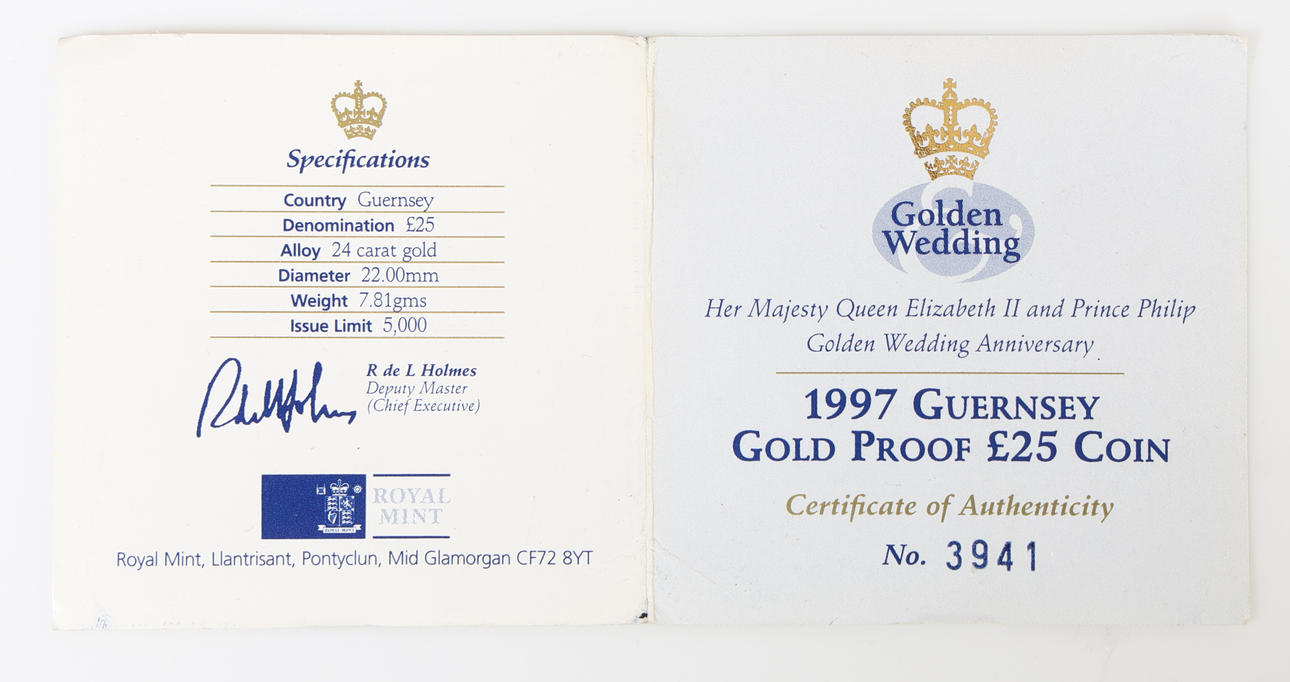 Specifications
Country Guernsey
Denomination £25
Alloy 24 carat gold
Diameter 22.00mm
Weight 7.81gms
Issue Limit 5,000
R de L Holmes
Deputy Master
(Chief Executive)
ROYAL MINT
ROYAL
MINT
Royal Mint, Llantrisant, Pontyclun, Mid Glamorgan CF72 8YT
Golden
Wedding
Her Majesty Queen Elizabeth II and Prince Philip
Golden Wedding Anniversary
1997 GUERNSEY
GOLD PROOF £25 COIN
Certificate of Authenticity
No. 3941